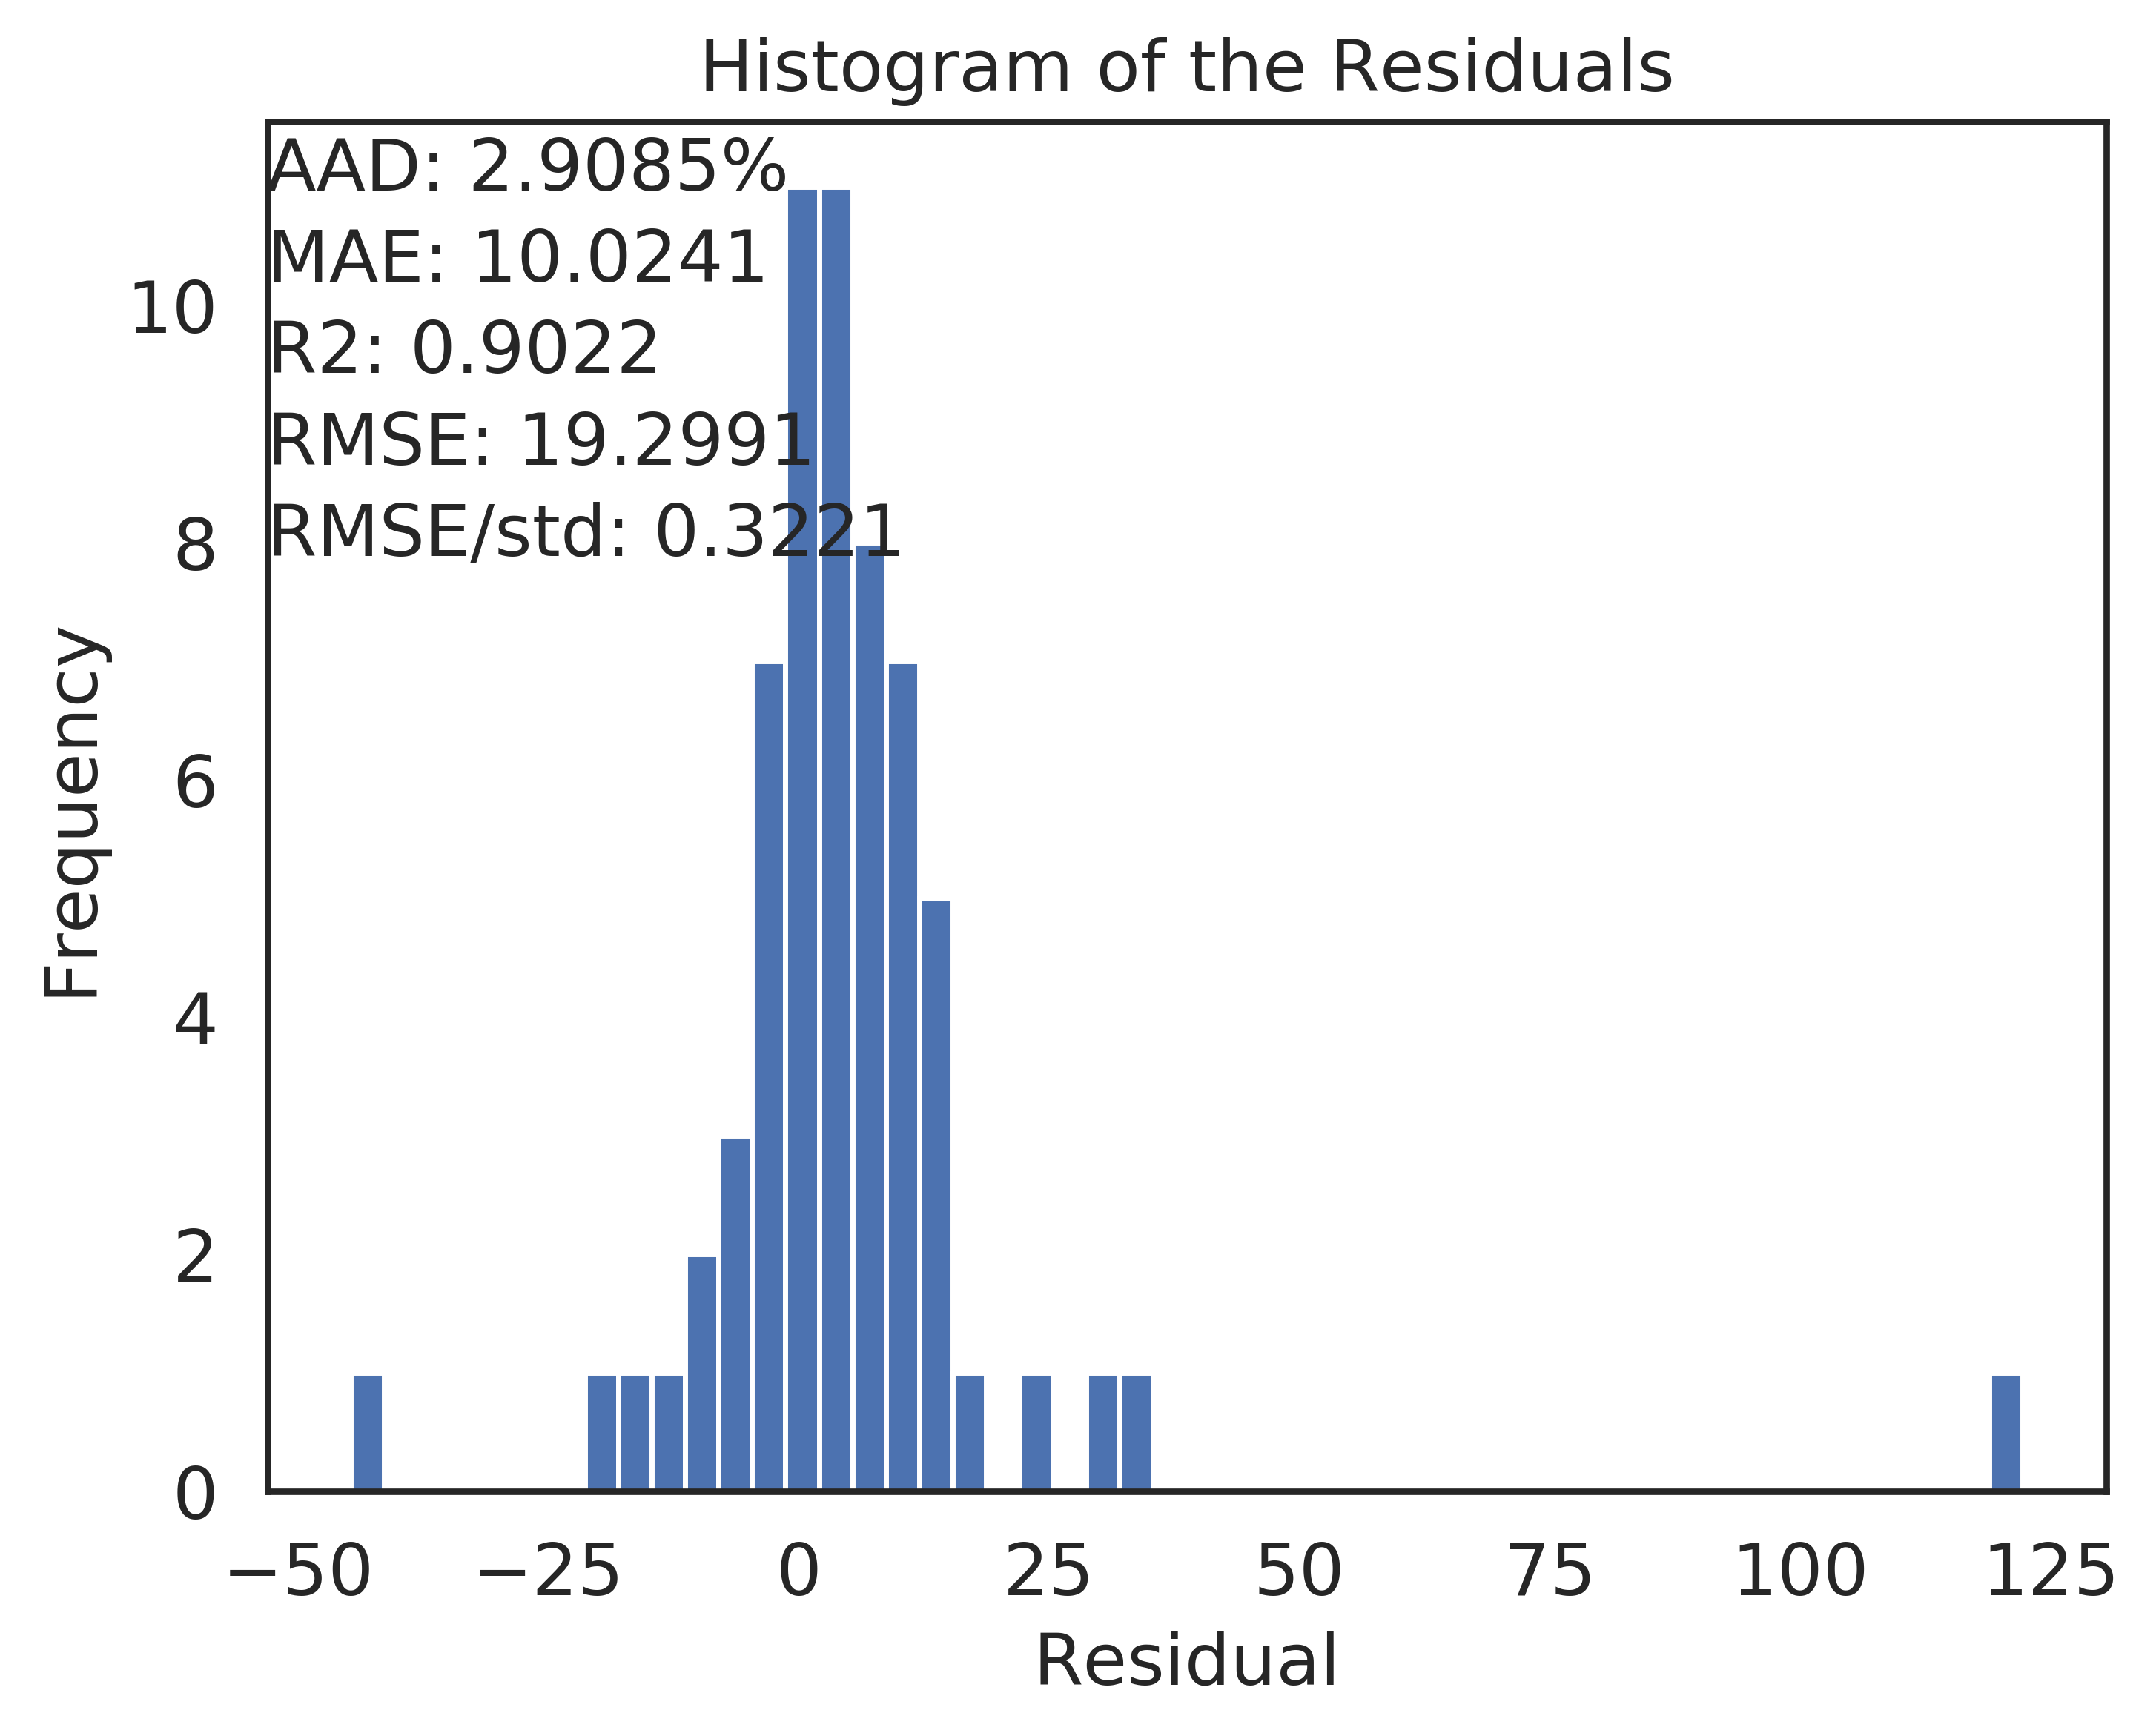 Histogram of the Residuals
AAD: 2.9085%
MAE: 10.0241
R2: 0.9022
RMSE: 19.2991
RMSE/std: 0.3221
10
8
6
4
2
0
Frequency
−50 −25 0 25 50 75 100 125
Residual